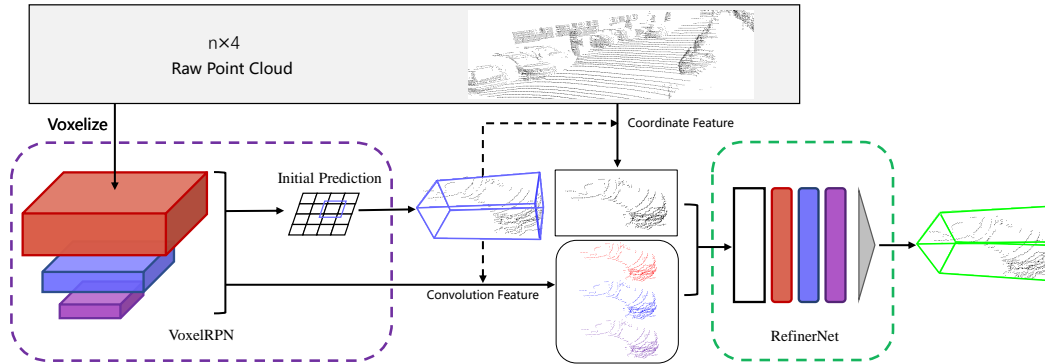 n×4
Raw Point Cloud
Voxelize
Coordinate Feature
Initial Prediction
Convolution Feature
VoxelRPN
RefinerNet